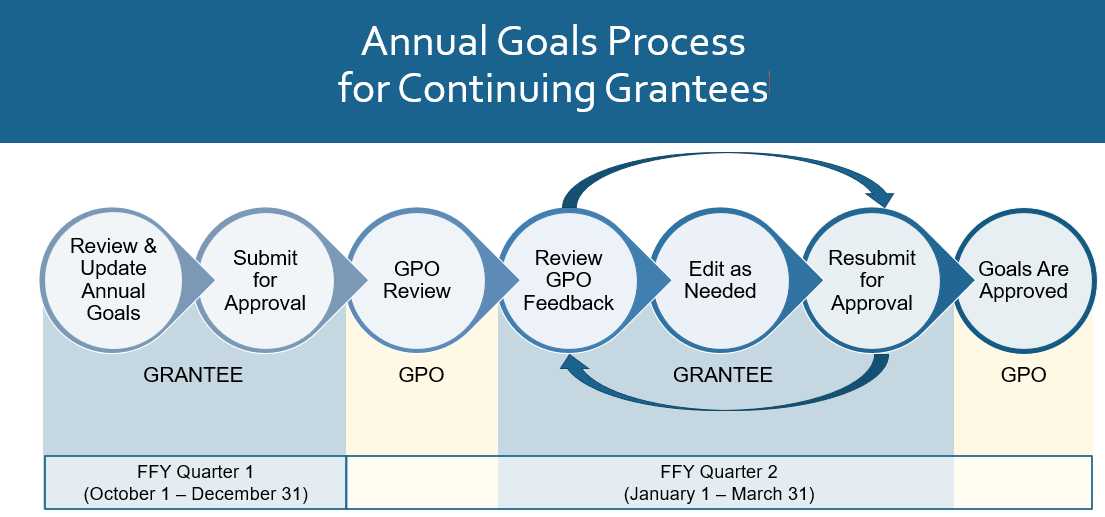 Annual Goals Process
for Continuing Grantees
Review &
Update
Annual
Goals
Submit
for
Approval
GPO
Review
Review
GPO
Feedback
Edit as
Needed
Resubmit
for
Approval
Goals Are
Approved
GRANTEE
GPO
GRANTEE
GPO
FFY Quarter 1
(October 1 – December 31)
FFY Quarter 2
(January 1 – March 31)